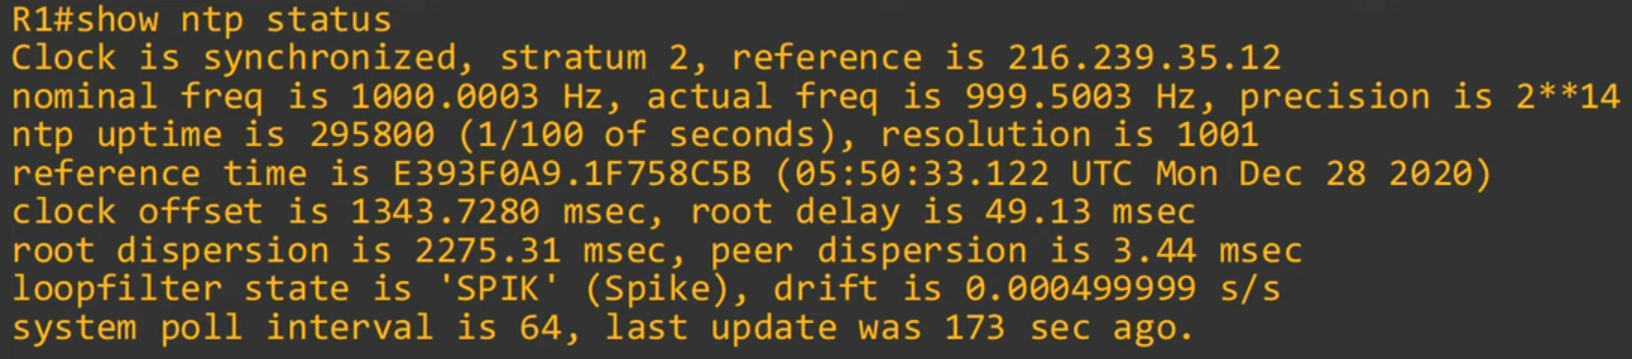 R1#show ntp status
Clock is synchronized, stratum 2, reference is 216.239.35.12
nominal freq is 1000.0003 Hz, actual freq is 999.5003 Hz, precision is 2**14
ntp uptime is 295800 (1/100 of seconds), resolution is 1001
reference time is E393F0A9.1F758C5B (05:50:33.122 UTC Mon Dec 28 2020)
clock offset is 1343.7280 msec, root delay is 49.13 msec
root dispersion is 2275.31 msec, peer dispersion is 3.44 msec
loopfilter state is 'SPIK' (Spike), drift is 0.000499999 s/s
system poll interval is 64, last update was 173 sec ago.